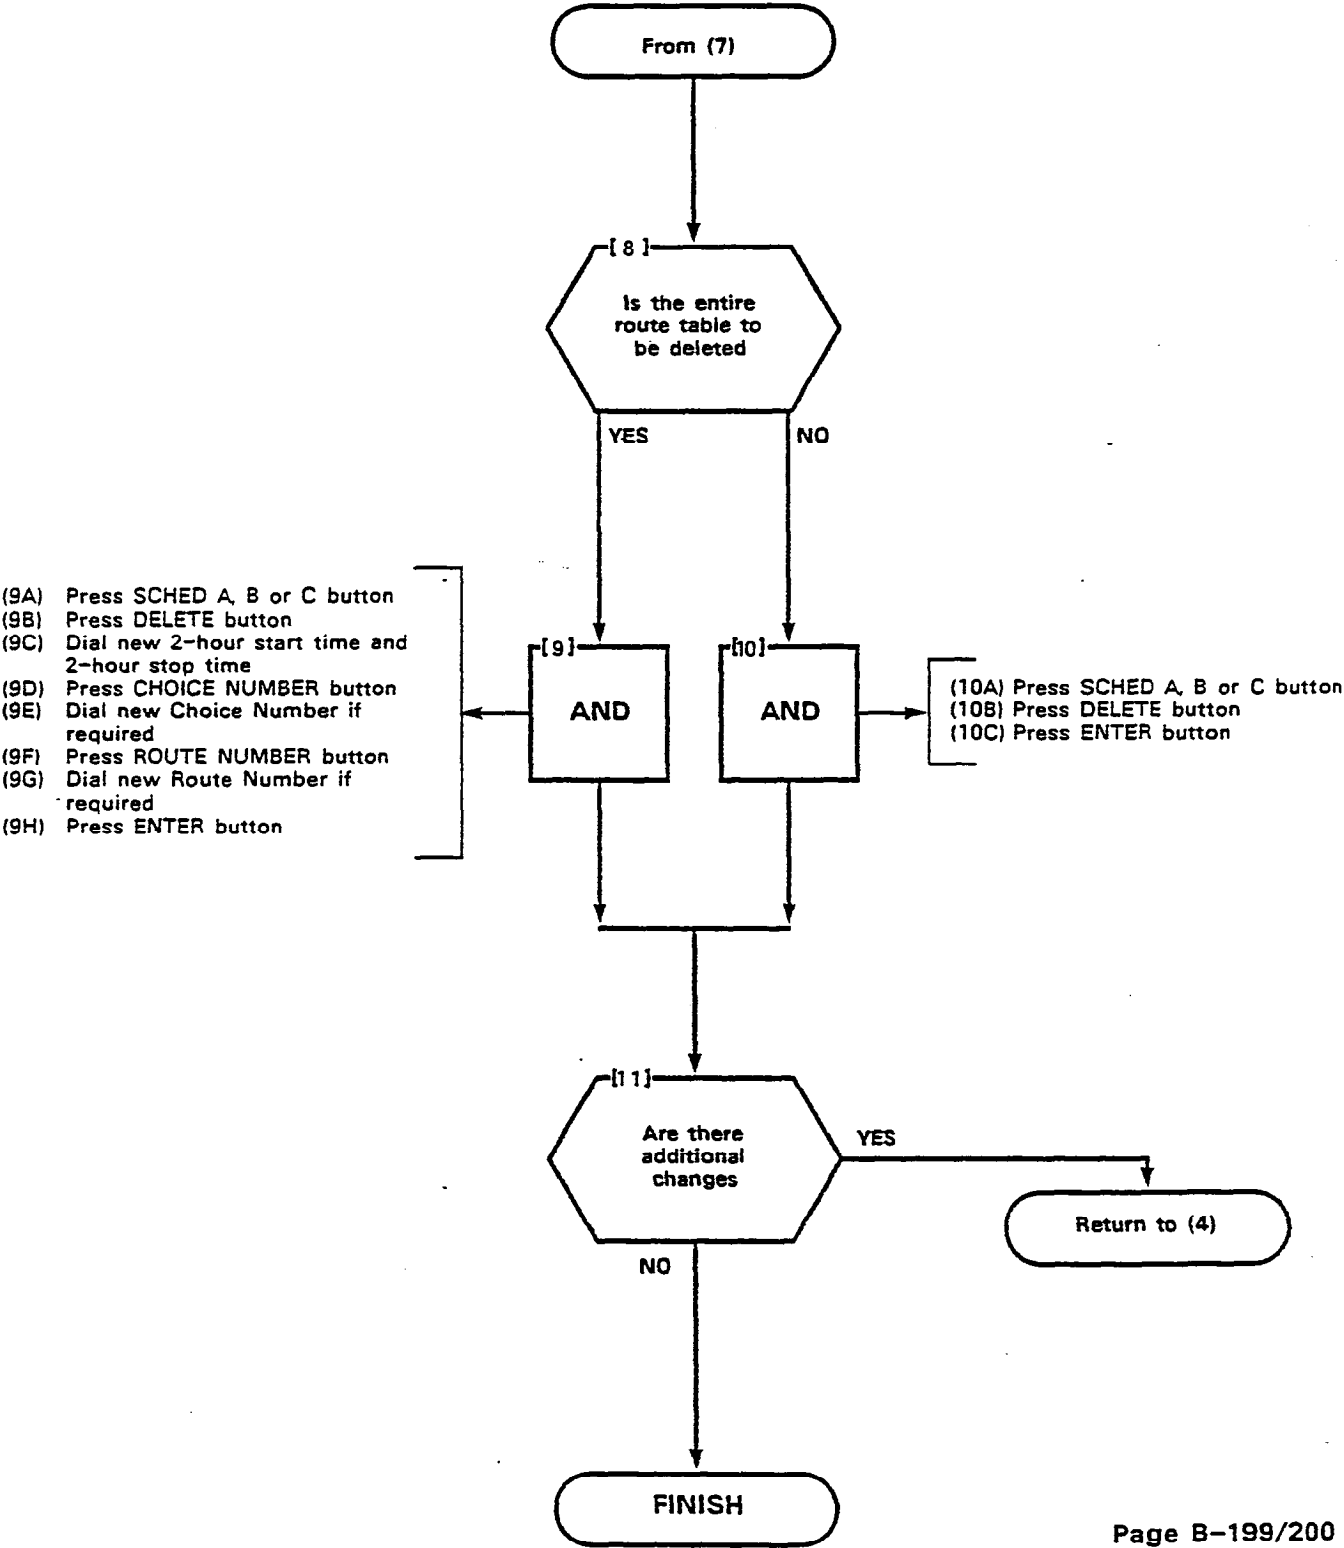 From (7)
[ 8 ]
Is the entire
route table to
be deleted
YES
NO
(9A) Press SCHED A, B or C button
(9B) Press DELETE button
(9C) Dial new 2-hour start time and
2-hour stop time
(9D) Press CHOICE NUMBER button
(9E) Dial new Choice Number if
required
(9F) Press ROUTE NUMBER button
(9G) Dial new Route Number if
required
(9H) Press ENTER button
[9]
AND
[10]
AND
(10A) Press SCHED A, B or C button
(10B) Press DELETE button
(10C) Press ENTER button
[11]
Are there
additional
changes
YES
Return to (4)
NO
FINISH
Page B-199/200